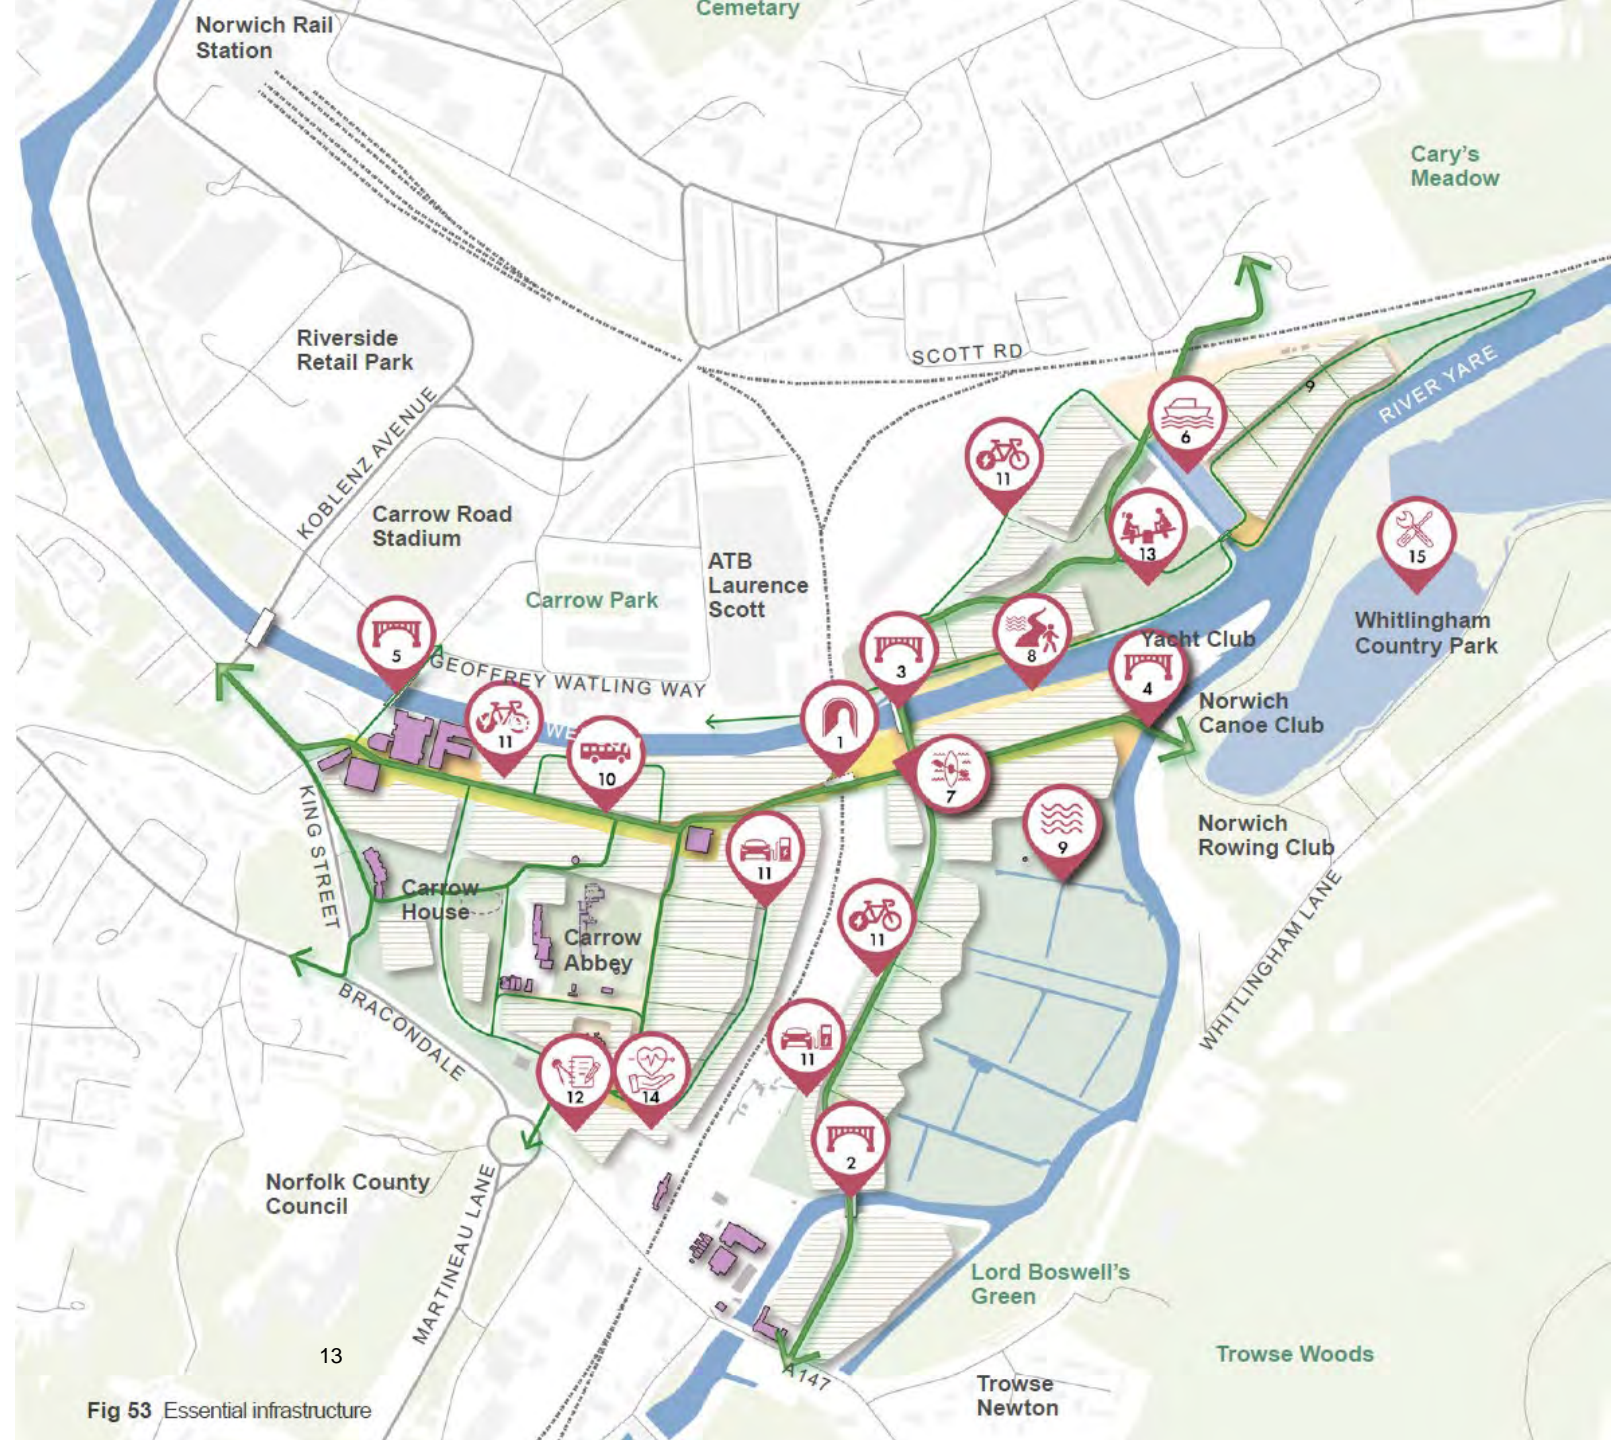 Cemetary
Norwich Rail
Station
Cary's
Meadow
Riverside
Retail Park
SCOTT RD
RIVER YARE
KOBLENZ AVENUE
9
6
11
Carrow Road
Stadium
ATB
Laurence
Scott
13
15
Carrow Park
Whitlingham
Country Park
5
GEOFFREY WATLING WAY
3
8
Yacht Club
4
Norwich
Canoe Club
11
WE
10
1
7
KING STREET
Norwich
Rowing Club
9
11
Carrow
House
Carrow
Abbey
11
WHITLINGHAM LANE
BRACONDALE
11
12
14
2
Norfolk County
Council
MARTINEAU LANE
Lord Boswell's
Green
Trowse Woods
A147
Trowse
Newton
13
Fig 53 Essential infrastructure